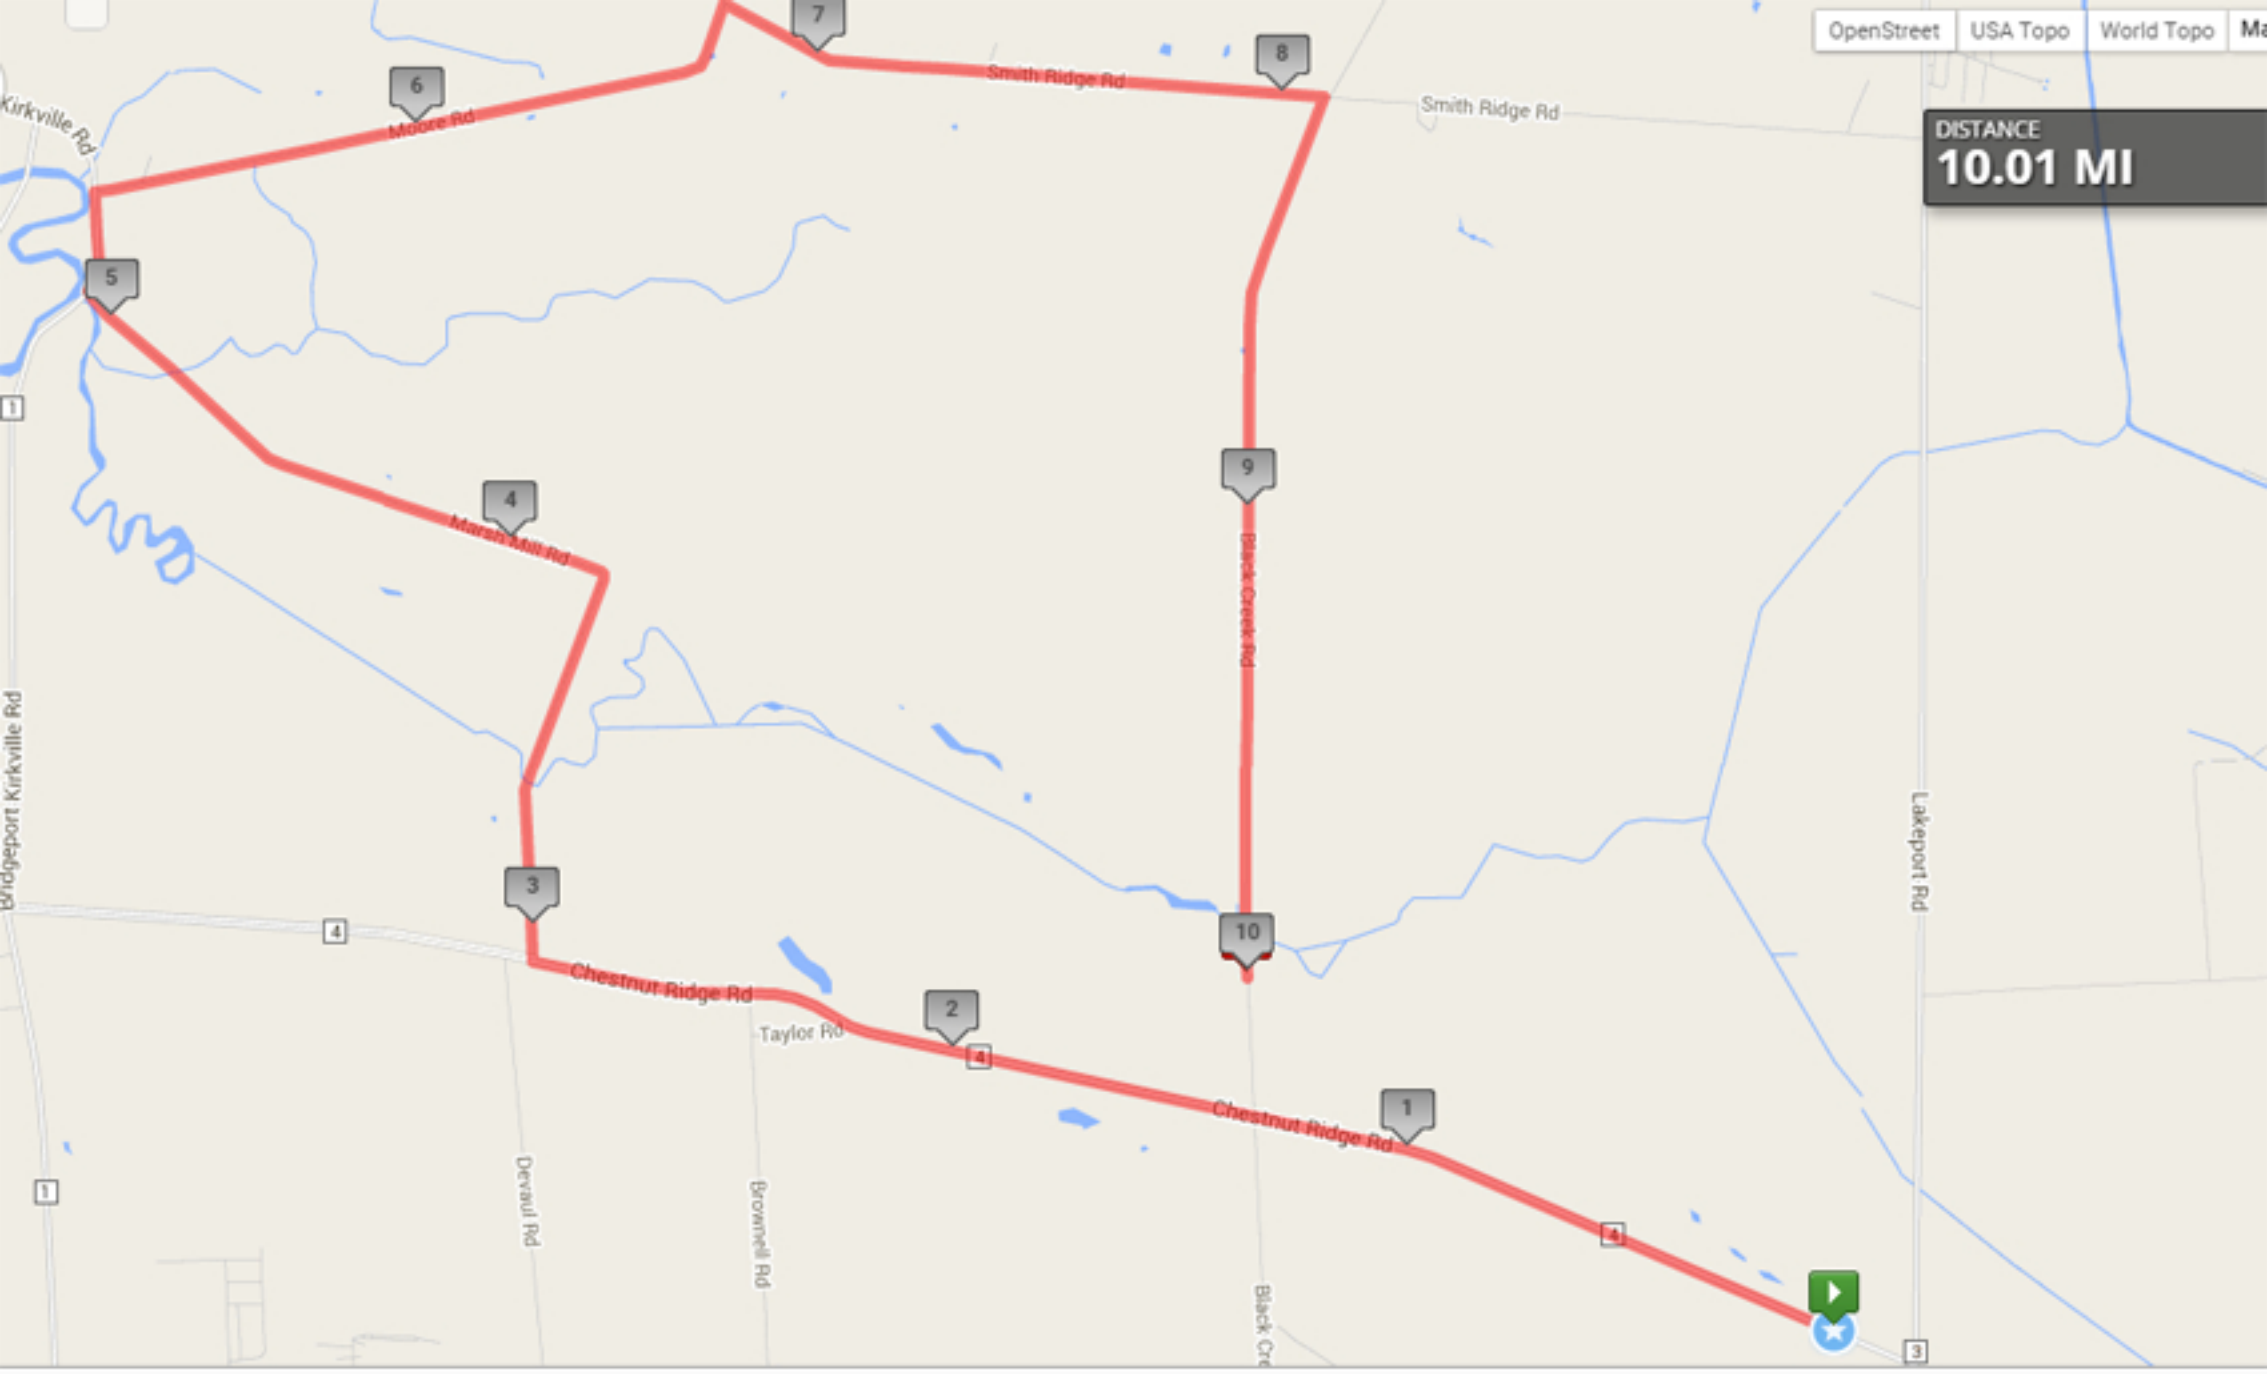 7
8
OpenStreet
USA Topo
World Topo
Ma
6
Smith Ridge Rd
Kirkville Rd
Moore Rd
Smith Ridge Rd
DISTANCE
10.01 MI
5
1
9
4
Marsh Mill Rd
Black Creek Rd
Bridgeport Kirkville Rd
Lakeport Rd
3
4
10
Chestnut Ridge Rd
2
Taylor Rd
4
1
Chestnut Ridge Rd
Devaul Rd
Brownell Rd
1
4
Black Cre
3